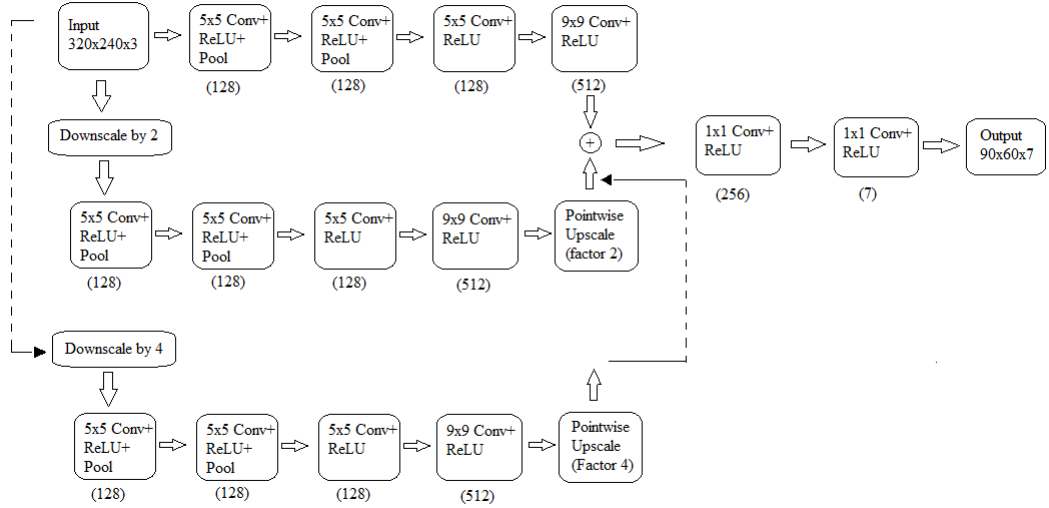 Input
320x240x3
5x5 Conv+
ReLU+
Pool
(128)
5x5 Conv+
ReLU+
Pool
(128)
5x5 Conv+
ReLU
(128)
9x9 Conv+
ReLU
(512)
Downscale by 2
+
1x1 Conv+
ReLU
(256)
1x1 Conv+
ReLU
(7)
Output
90x60x7
5x5 Conv+
ReLU+
Pool
(128)
5x5 Conv+
ReLU+
Pool
(128)
5x5 Conv+
ReLU
(128)
9x9 Conv+
ReLU
(512)
Pointwise
Upscale
(factor 2)
Downscale by 4
5x5 Conv+
ReLU+
Pool
(128)
5x5 Conv+
ReLU+
Pool
(128)
5x5 Conv+
ReLU
(128)
9x9 Conv+
ReLU
(512)
Pointwise
Upscale
(Factor 4)